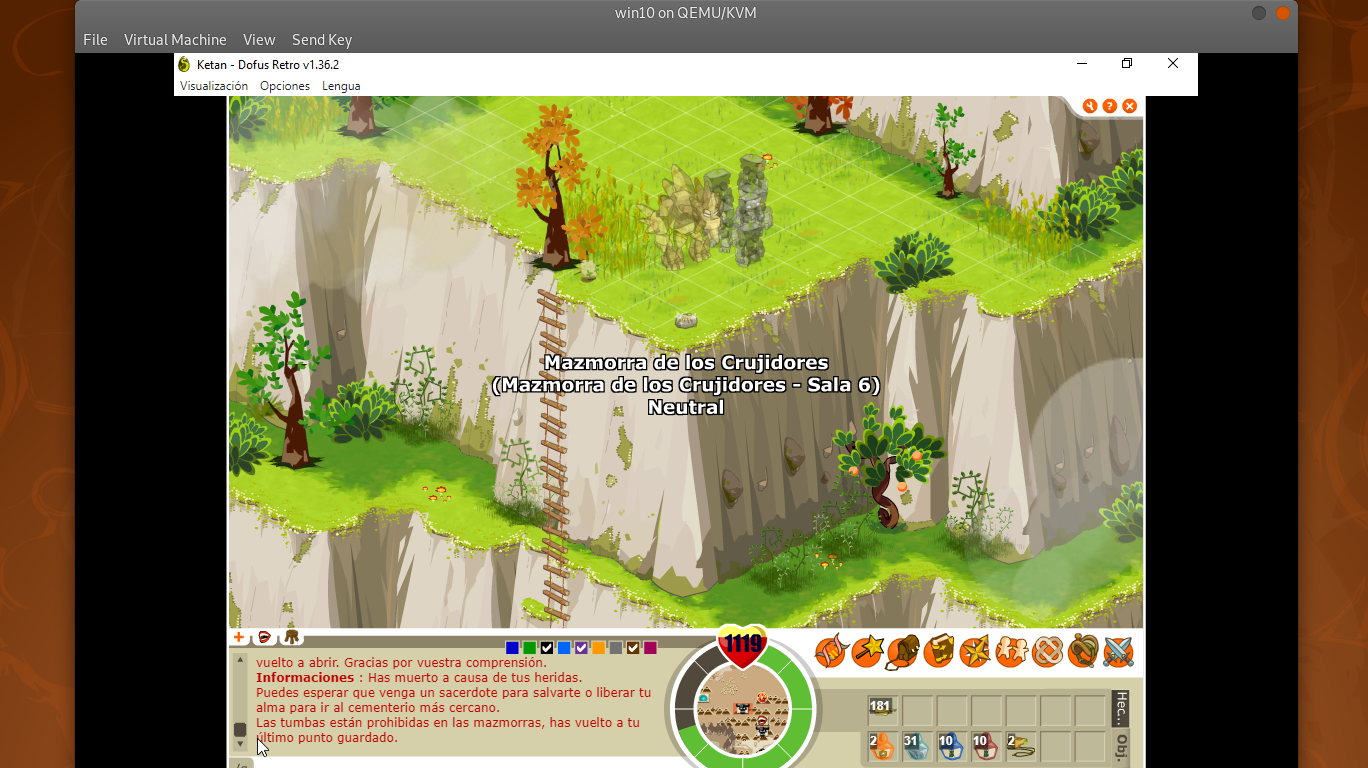 win10 on QEMU/KVM
File Virtual Machine View Send Key
Ketan - Dofus Retro v1.36.2
Visualización Opciones Lengua
Mazmorra de los Crujidores
(Mazmorra de los Crujidores - Sala 6)
Neutral
1119
vuelto a abrir. Gracias por vuestra comprensión.
Informaciones : Has muerto a causa de tus heridas.
Puedes esperar que venga un sacerdote para salvarte o liberar tu
alma para ir al cementerio más cercano.
Las tumbas están prohibidas en las mazmorras, has vuelto a tu
último punto guardado.
181
Hec...
2 31 10 10 2
Obj.